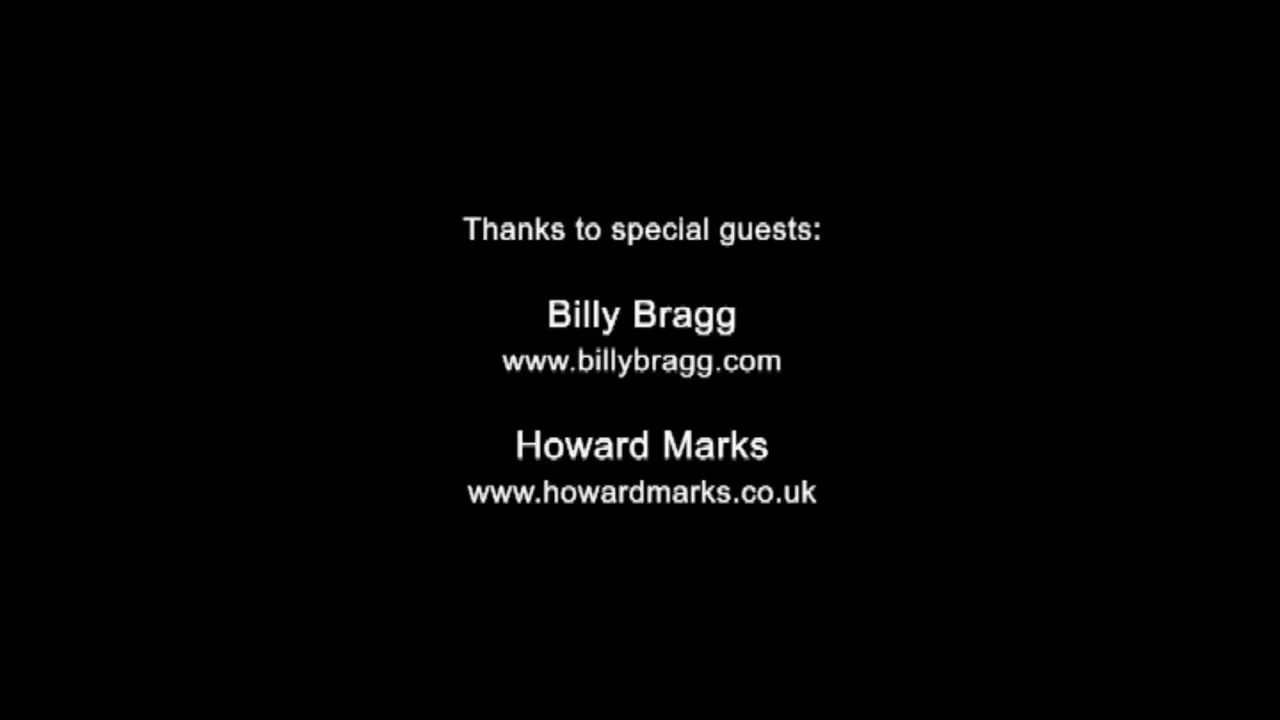 Thanks to special guests:
Billy Bragg
www.billybragg.com
Howard Marks
www.howardmarks.co.uk